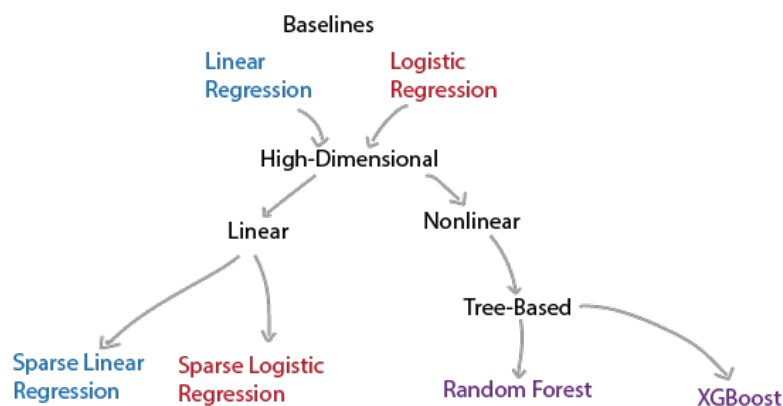 Baselines
Linear
Regression
Logistic
Regression
High-Dimensional
Linear
Nonlinear
Tree-Based
Sparse Linear
Regression
Sparse Logistic
Regression
Random Forest
XGBoost